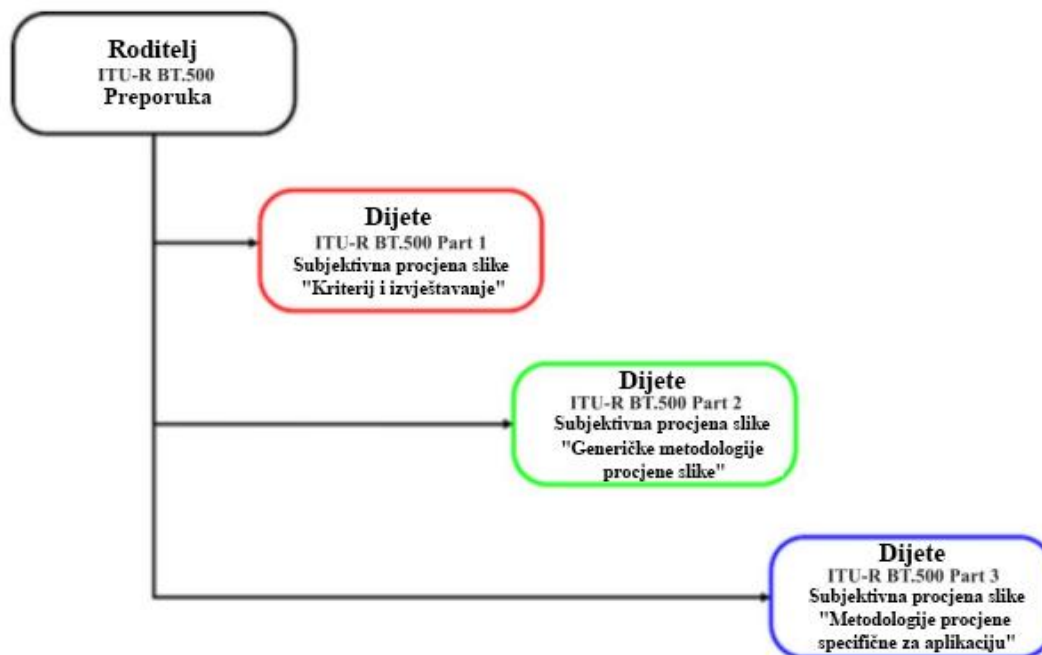 Roditelj
ITU-R BT.500
Preporuka
Dijete
ITU-R BT.500 Part 1
Subjektivna procjena slike
"Kriterij i izvještavanje"
Dijete
ITU-R BT.500 Part 2
Subjektivna procjena slike
"Generičke metodologije
procjene slike"
Dijete
ITU-R BT.500 Part 3
Subjektivna procjena slike
"Metodologije procjene
specifične za aplikaciju"